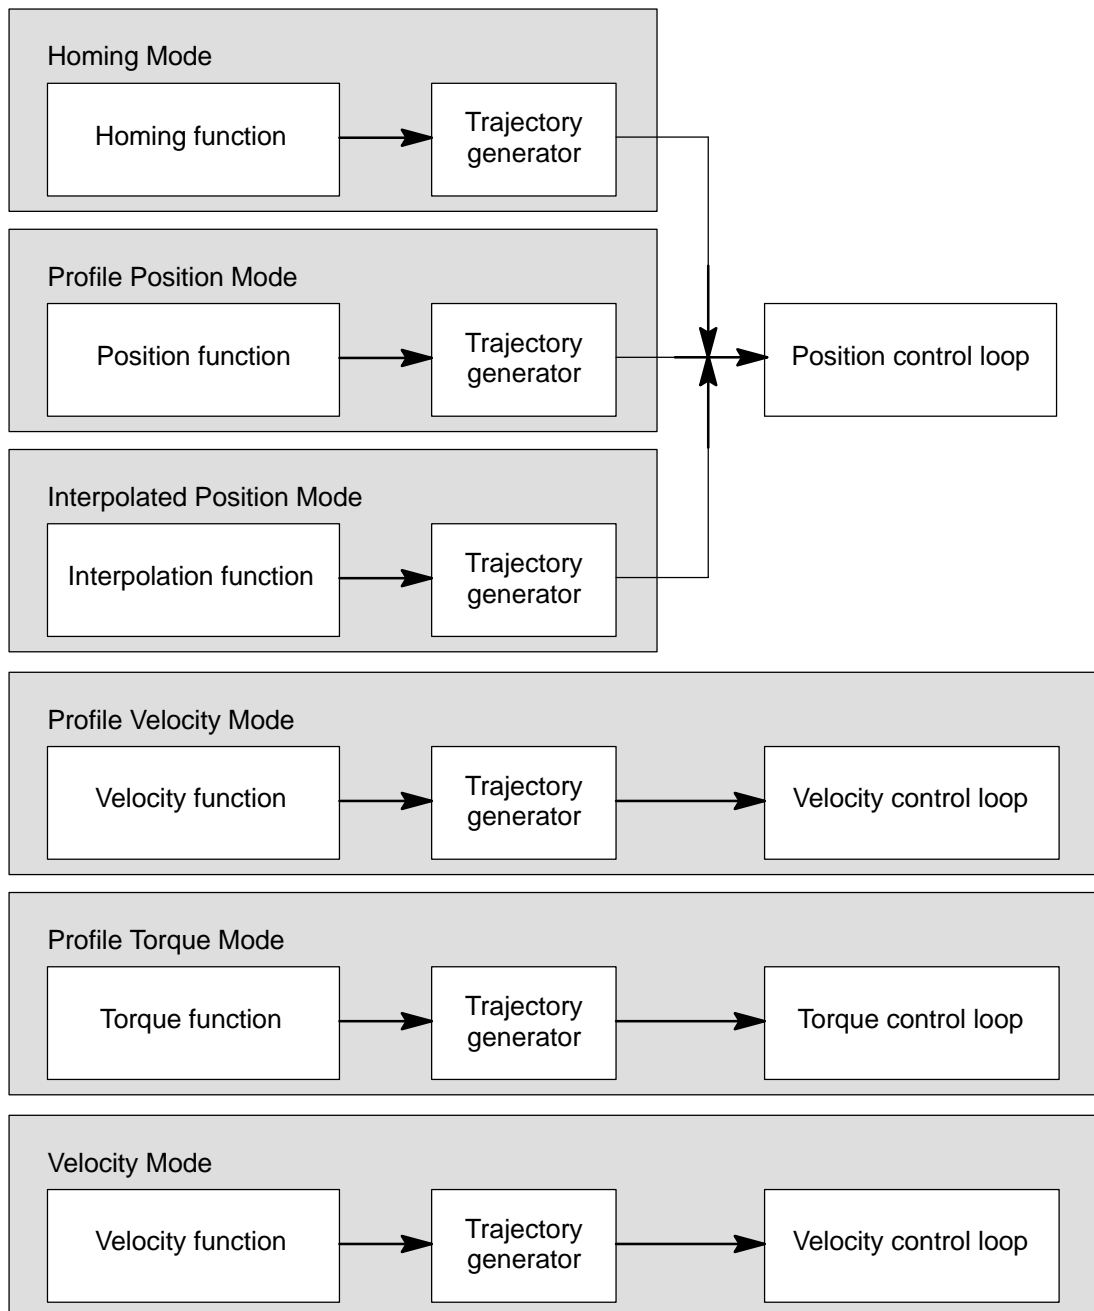 Homing Mode
Homing function
Trajectory
generator
Profile Position Mode
Position function
Trajectory
generator
Position control loop
Interpolated Position Mode
Interpolation function
Trajectory
generator
Profile Velocity Mode
Velocity function
Trajectory
generator
Velocity control loop
Profile Torque Mode
Torque function
Trajectory
generator
Torque control loop
Velocity Mode
Velocity function
Trajectory
generator
Velocity control loop